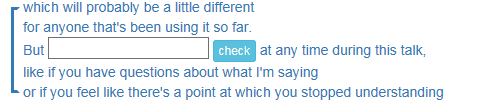 which will probably be a little different
for anyone that's been using it so far.
But check at any time during this talk,
like if you have questions about what I'm saying
or if you feel like there's a point at which you stopped understanding